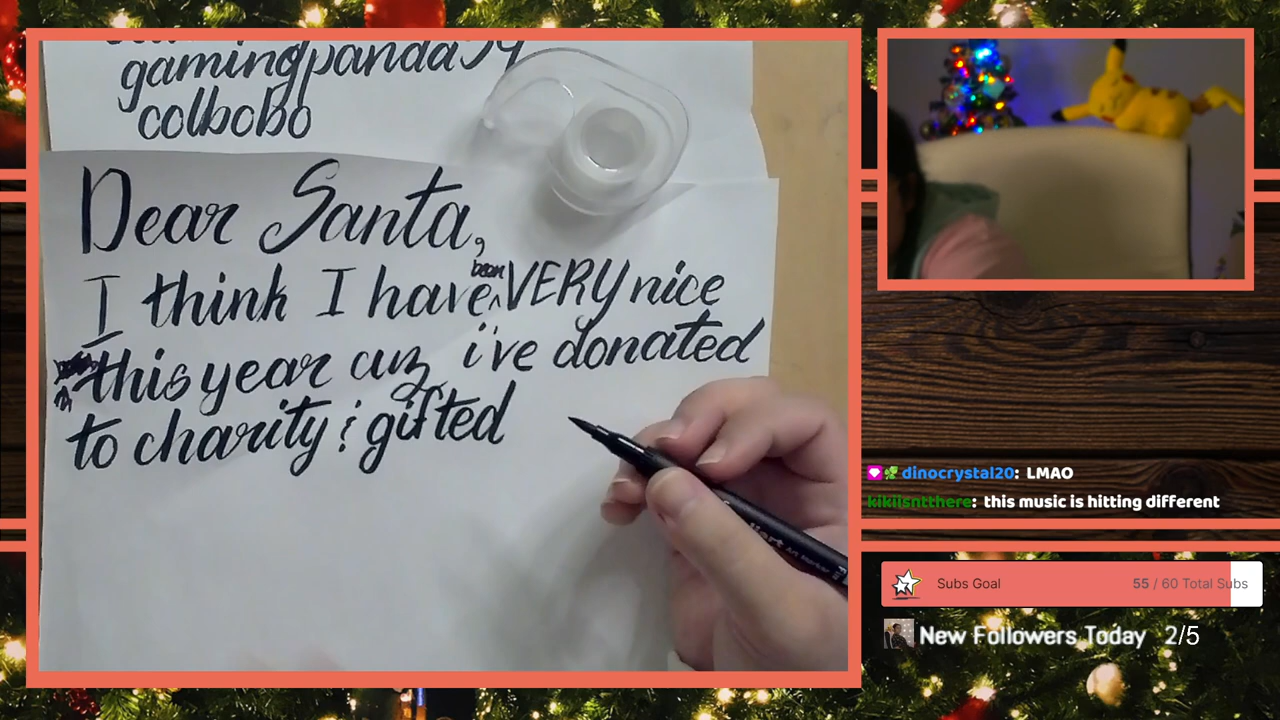 gamingpanda59
colbobo
Dear Santa,
I think I have been VERY nice
this year cuz i've donated
to charity & gifted
dinocrystal20: LMAO
kikiisntthere: this music is hitting different
Subs Goal 55 / 60 Total Subs
New Followers Today 2/5